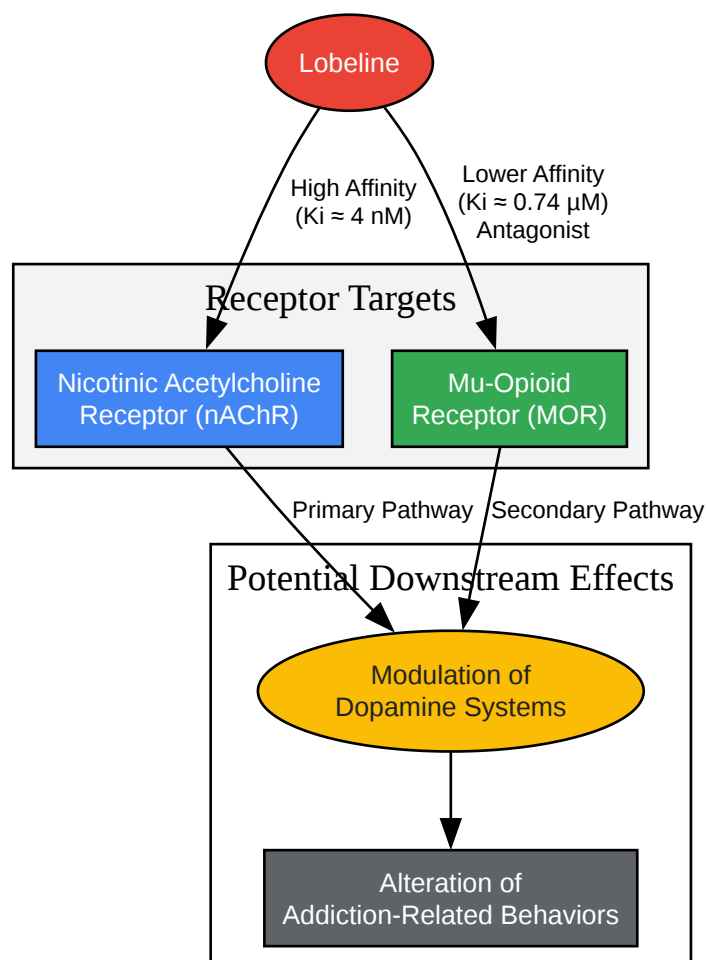 Lobeline
High Affinity
(Ki ≈ 4 nM)
Lower Affinity
(Ki ≈ 0.74 µM)
Antagonist
Receptor Targets
Nicotinic Acetylcholine
Receptor (nAChR)
Mu-Opioid
Receptor (MOR)
Primary Pathway
Secondary Pathway
Potential Downstream Effects
Modulation of
Dopamine Systems
Alteration of
Addiction-Related Behaviors